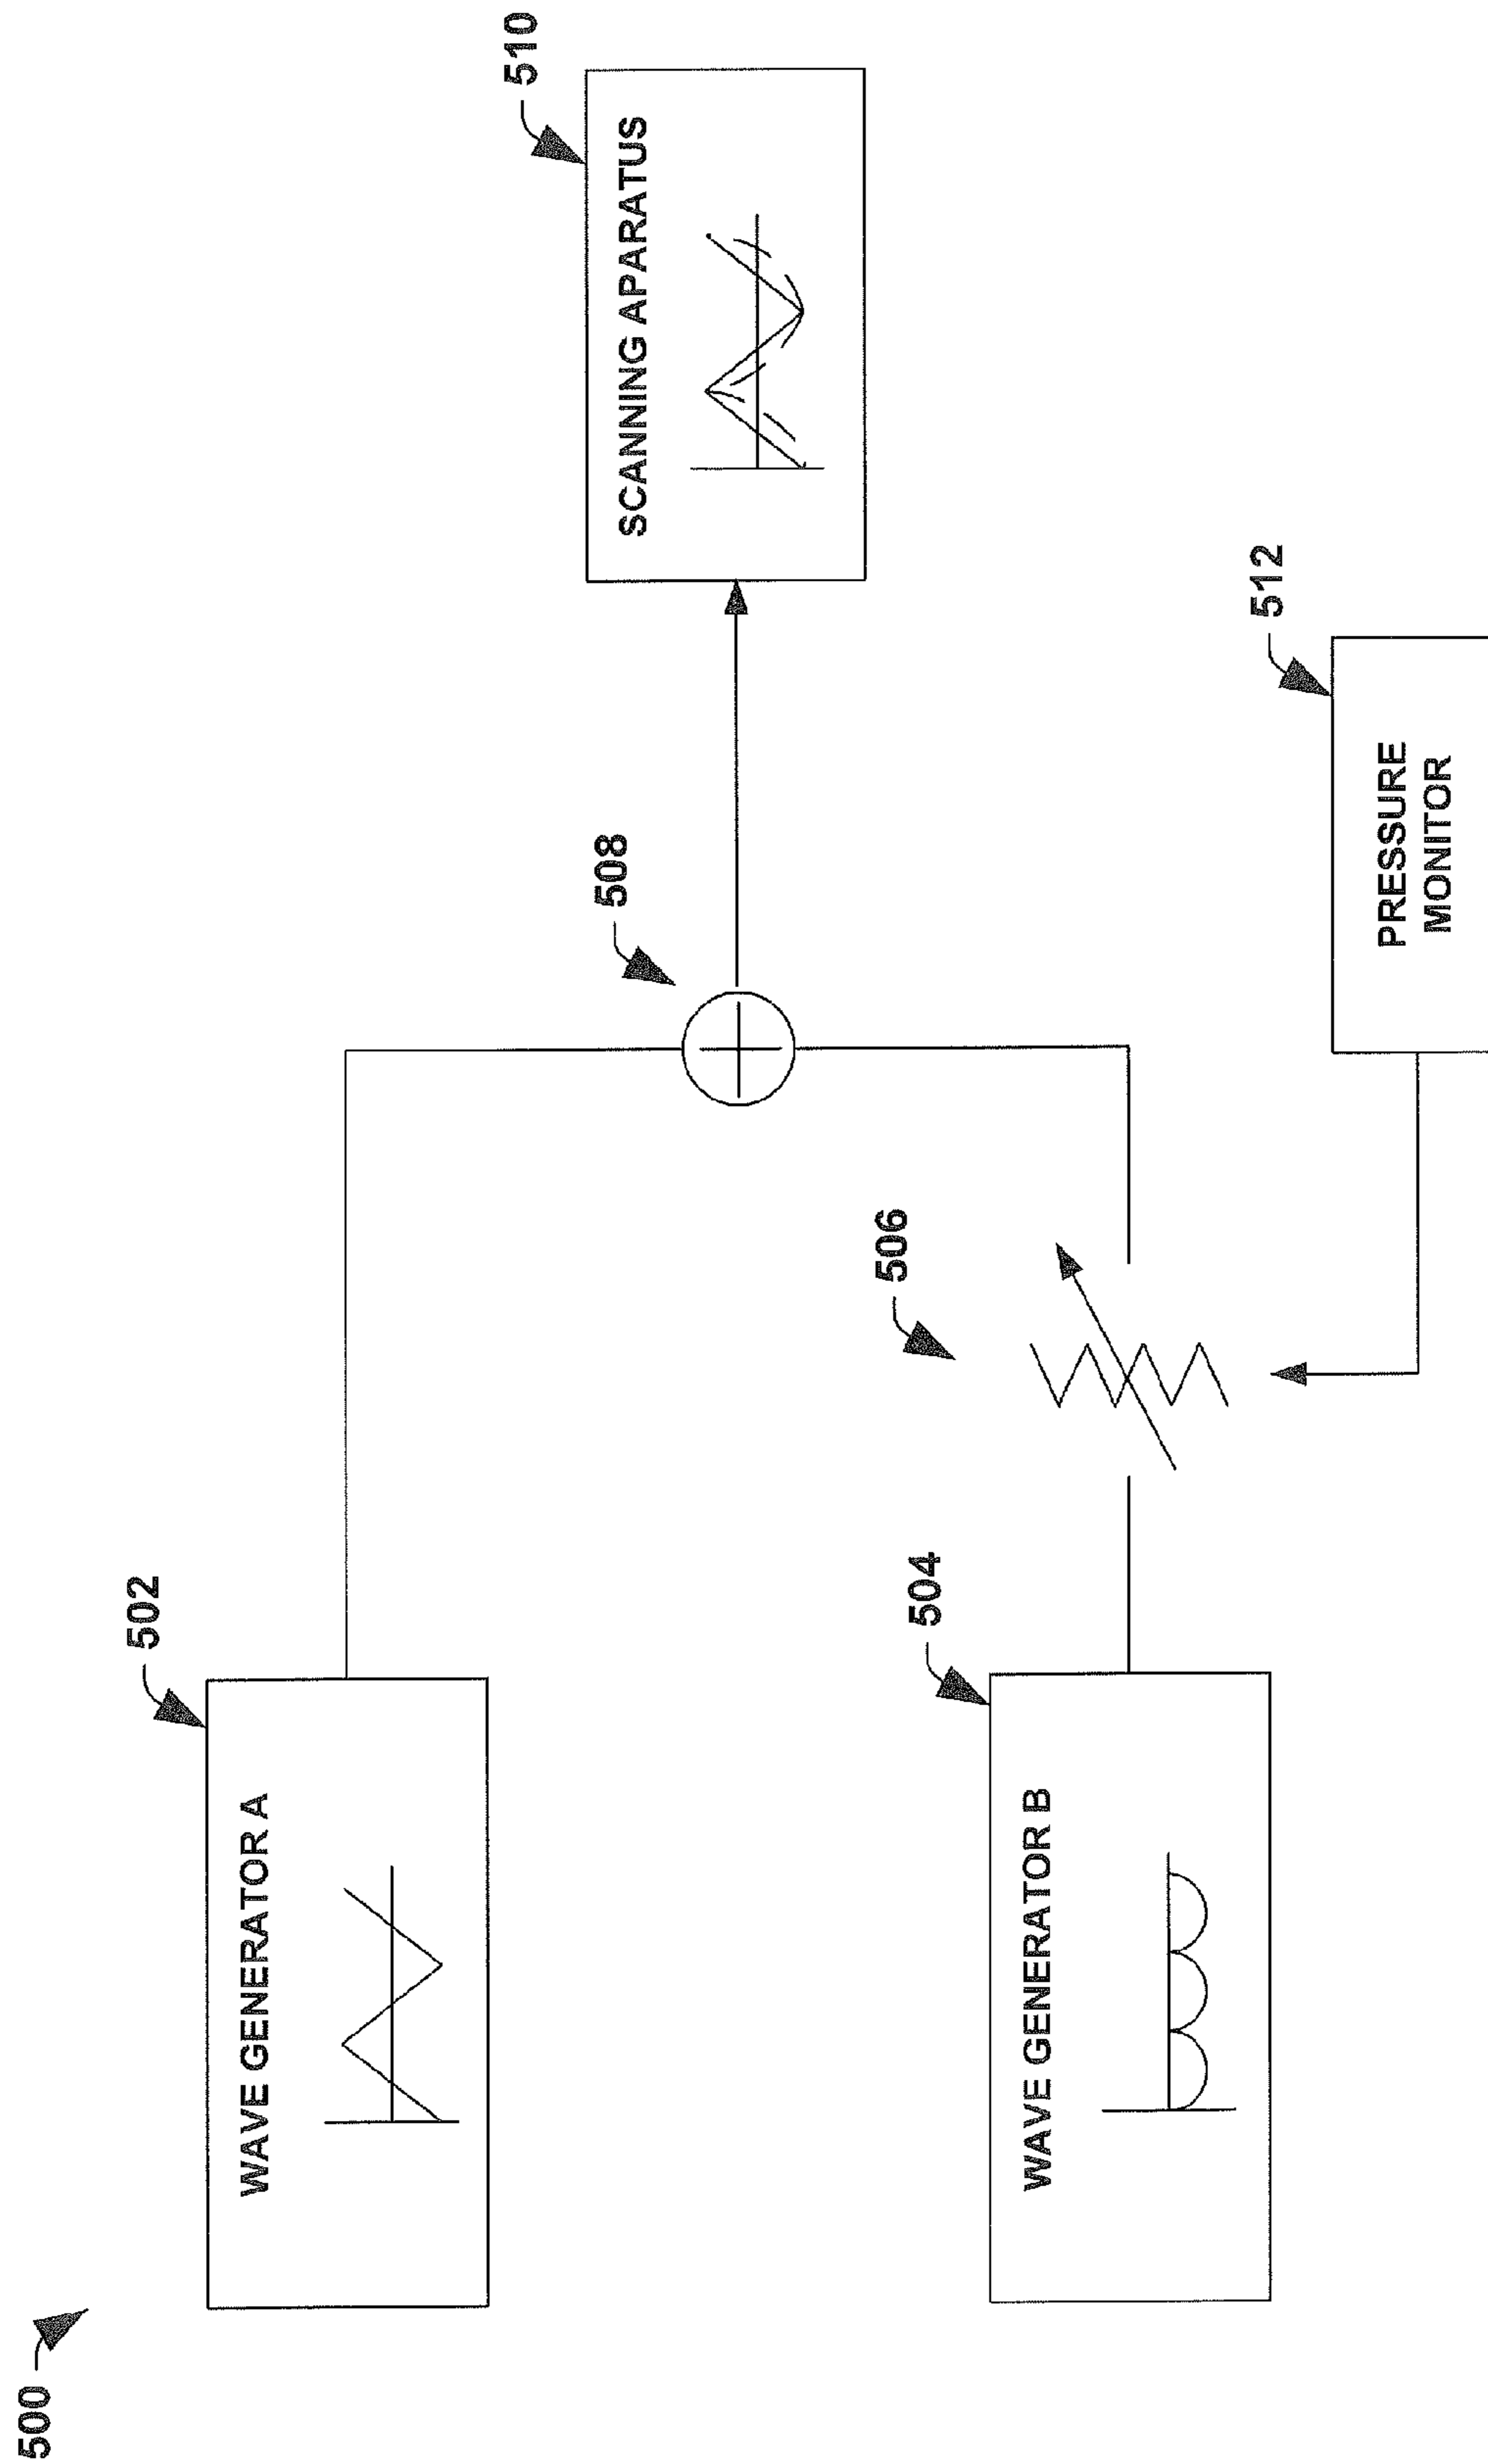 500
502
WAVE GENERATOR A
504
WAVE GENERATOR B
506
508
510
SCANNING APARATUS
512
PRESSURE
MONITOR